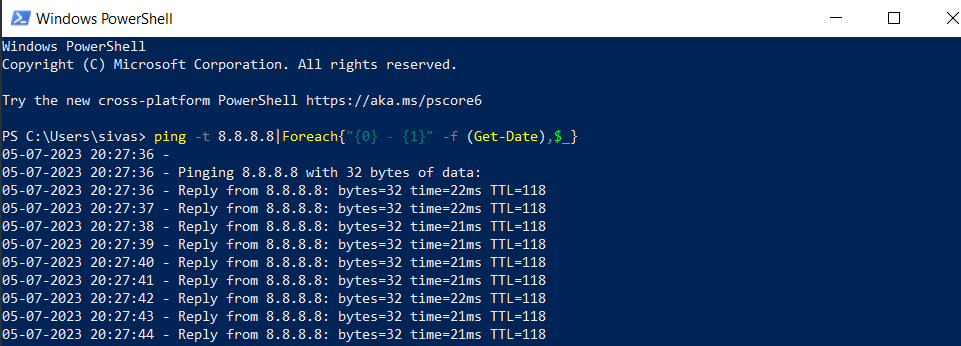 Windows PowerShell
Windows PowerShell
Copyright (C) Microsoft Corporation. All rights reserved.
Try the new cross-platform PowerShell https://aka.ms/pscore6
PS C:\Users\sivas> ping -t 8.8.8.8|Foreach{"{0} - {1}" -f (Get-Date),$_}
05-07-2023 20:27:36 -
05-07-2023 20:27:36 - Pinging 8.8.8.8 with 32 bytes of data:
05-07-2023 20:27:36 - Reply from 8.8.8.8: bytes=32 time=22ms TTL=118
05-07-2023 20:27:37 - Reply from 8.8.8.8: bytes=32 time=22ms TTL=118
05-07-2023 20:27:38 - Reply from 8.8.8.8: bytes=32 time=21ms TTL=118
05-07-2023 20:27:39 - Reply from 8.8.8.8: bytes=32 time=21ms TTL=118
05-07-2023 20:27:40 - Reply from 8.8.8.8: bytes=32 time=21ms TTL=118
05-07-2023 20:27:41 - Reply from 8.8.8.8: bytes=32 time=21ms TTL=118
05-07-2023 20:27:42 - Reply from 8.8.8.8: bytes=32 time=22ms TTL=118
05-07-2023 20:27:43 - Reply from 8.8.8.8: bytes=32 time=21ms TTL=118
05-07-2023 20:27:44 - Reply from 8.8.8.8: bytes=32 time=21ms TTL=118